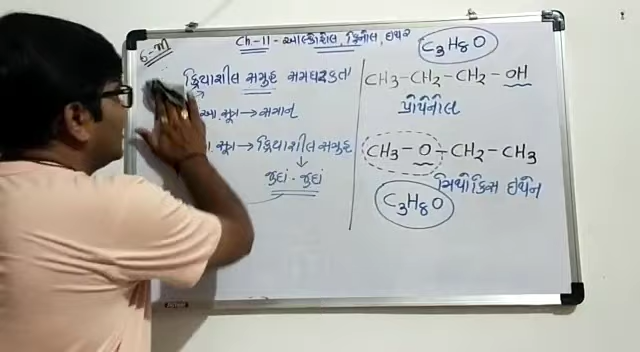 Ch-11-આલ્કોહોલ, ફિનોલ, ઇથર
C3H8O
ક્રિયાશીલ સમૂહ સમઘટકતા
આ. સૂત્ર → સમાન
સૂત્ર → ક્રિયાશીલ સમૂહ
↓
જુદાં-જુદાં
CH3-CH2-CH2-OH
પ્રોપેનોલ
CH3-O-CH2-CH3
મિથોક્સિ ઇથેન
C3H8O